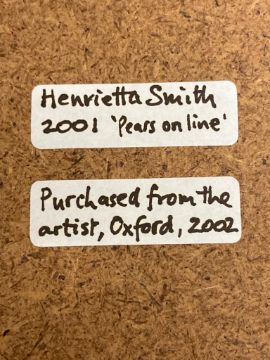 Henrietta Smith
2001 'Pears on line'
Purchased from the
artist, Oxford, 2002